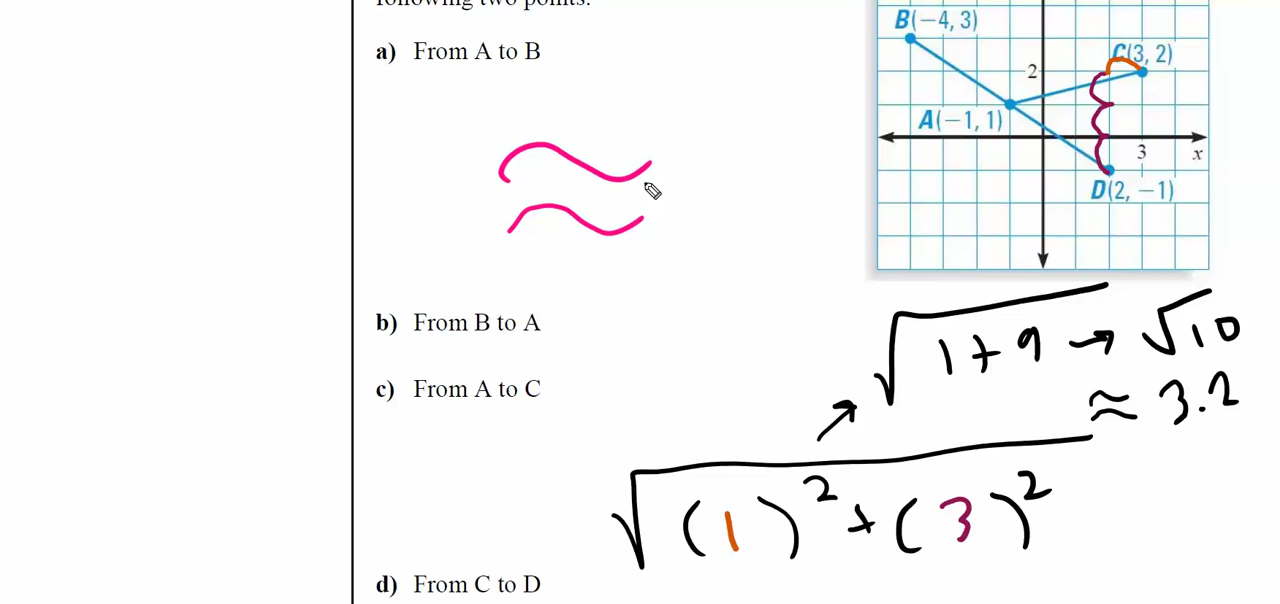 following two points.
a) From A to B
B(−4, 3)
C(3, 2)
2
A(−1, 1)
3 x
D(2, −1)
≈
b) From B to A
√1+9 → √10
≈ 3.2
c) From A to C
√(1)² + (3)²
d) From C to D